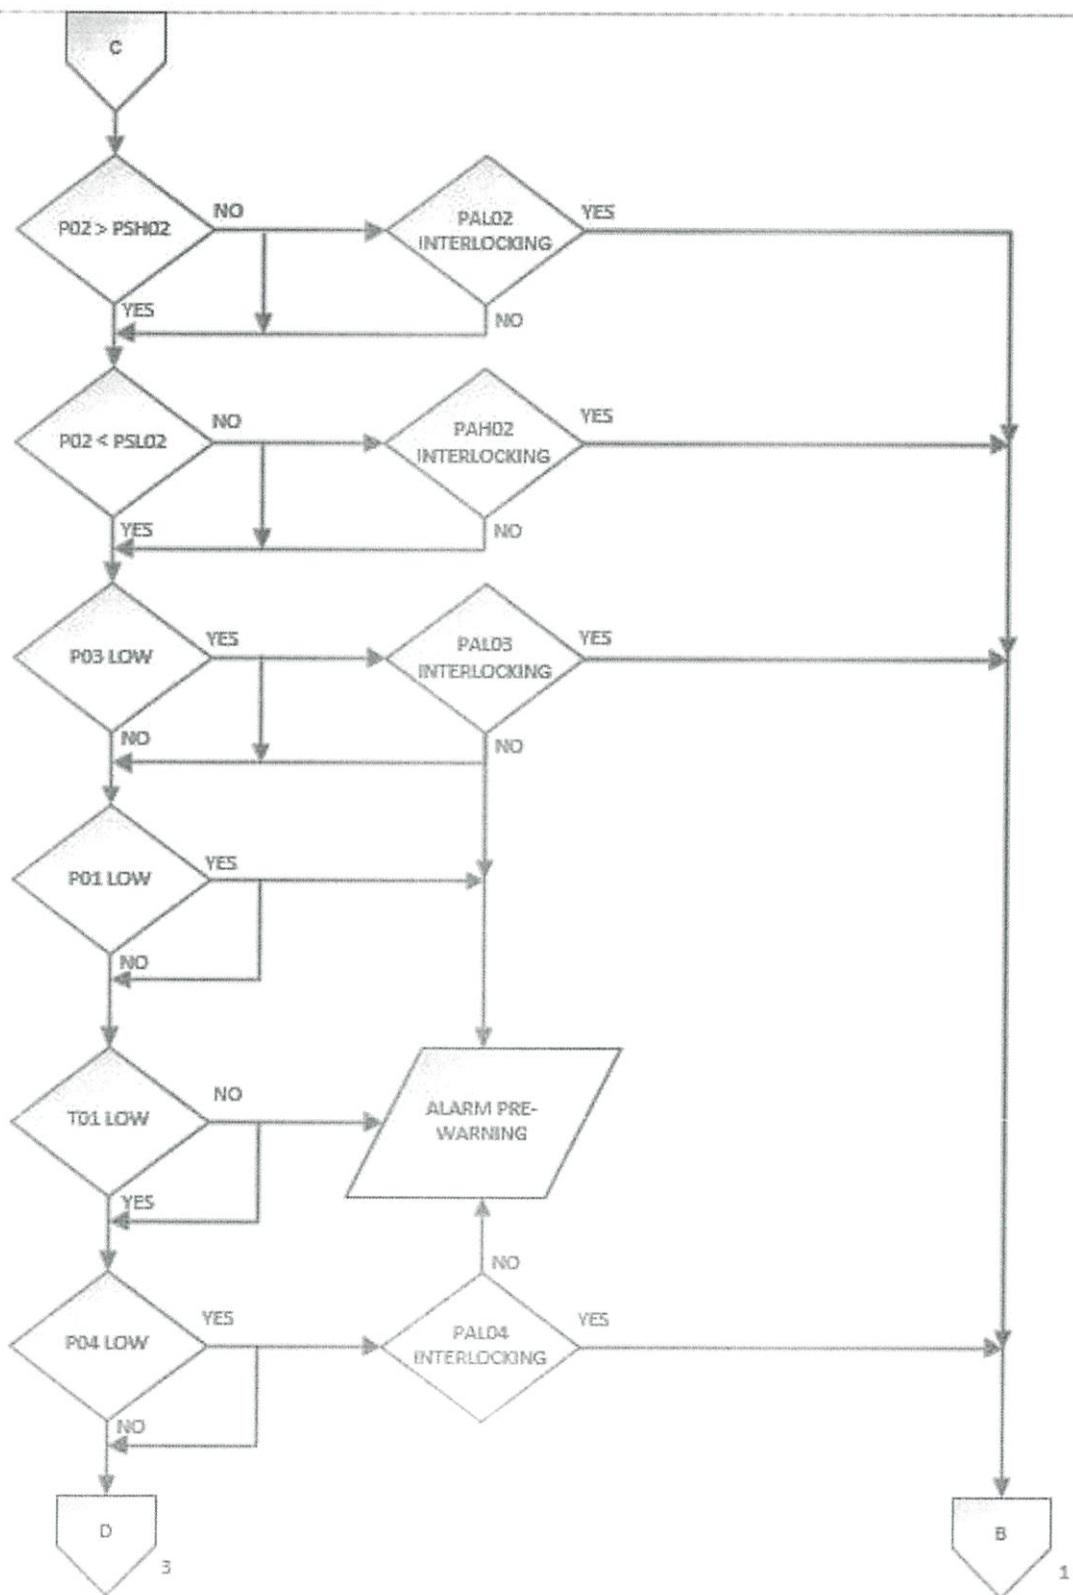 C
P02 > PSH02
NO
PAL02
INTERLOCKING
YES
YES
NO
P02 < PSL02
NO
PAH02
INTERLOCKING
YES
YES
NO
P03 LOW
YES
PAL03
INTERLOCKING
YES
NO
NO
P01 LOW
YES
NO
T01 LOW
NO
ALARM PRE-
WARNING
YES
NO
P04 LOW
YES
PAL04
INTERLOCKING
YES
NO
D
3
B
1